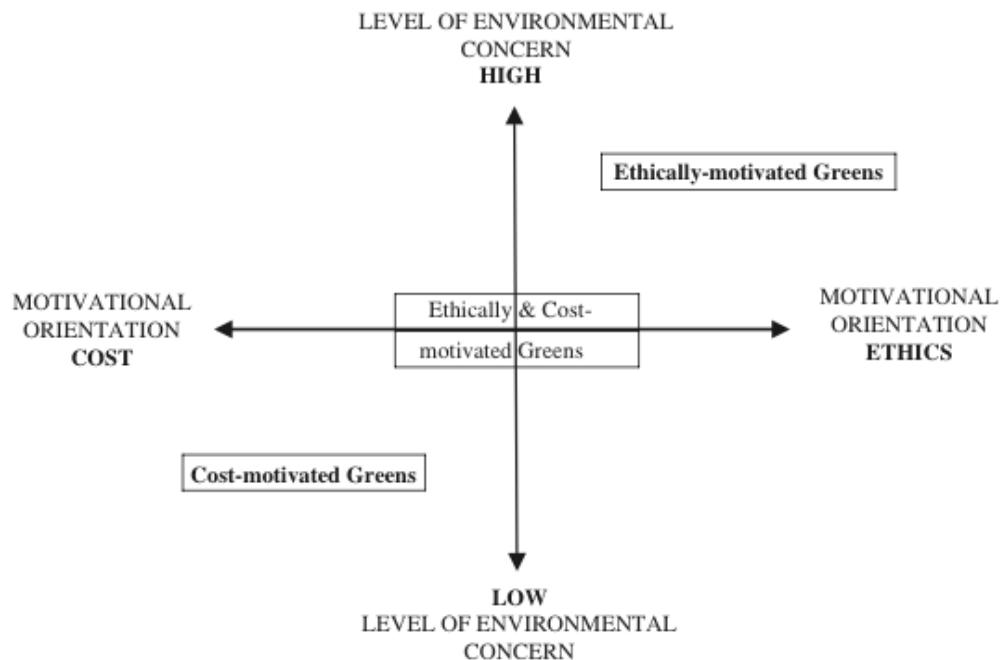 LEVEL OF ENVIRONMENTAL
CONCERN
HIGH
Ethically-motivated Greens
MOTIVATIONAL
ORIENTATION
COST
Ethically & Cost-
motivated Greens
MOTIVATIONAL
ORIENTATION
ETHICS
Cost-motivated Greens
LOW
LEVEL OF ENVIRONMENTAL
CONCERN